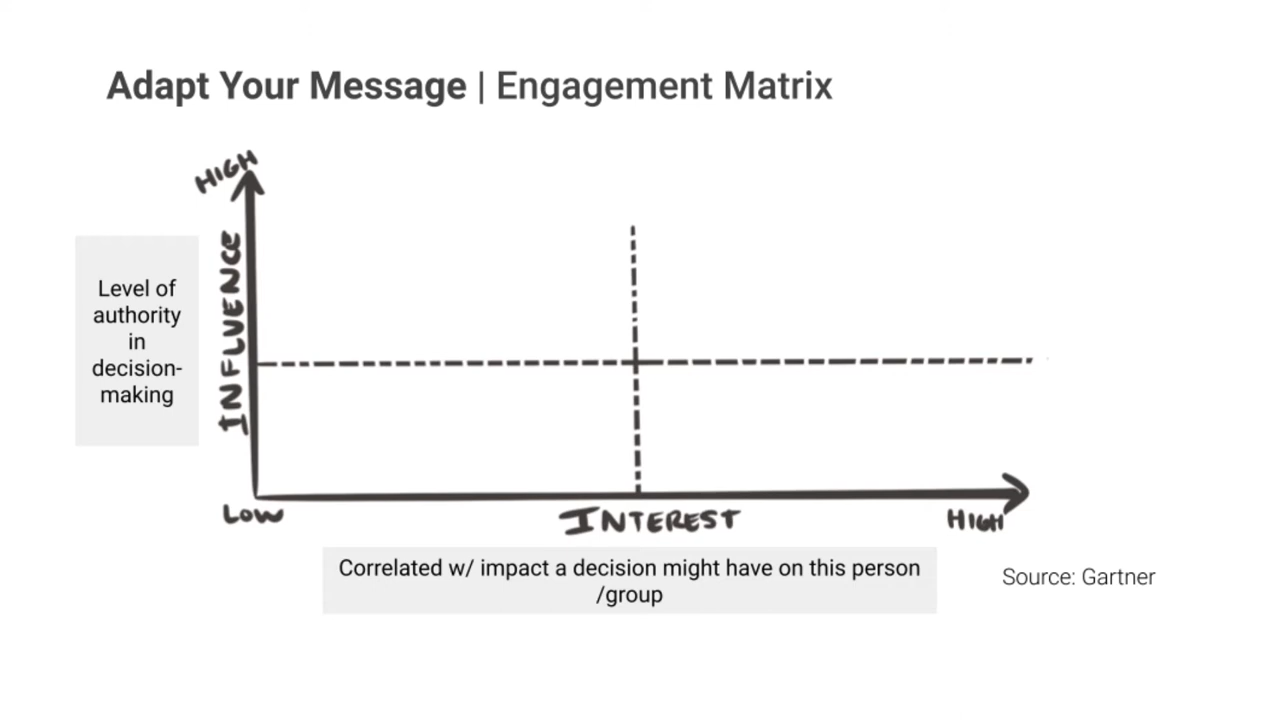 Adapt Your Message | Engagement Matrix
HIGH
INFLUENCE
Level of
authority
in
decision-
making
LOW
INTEREST
HIGH
Correlated w/ impact a decision might have on this person
/group
Source: Gartner